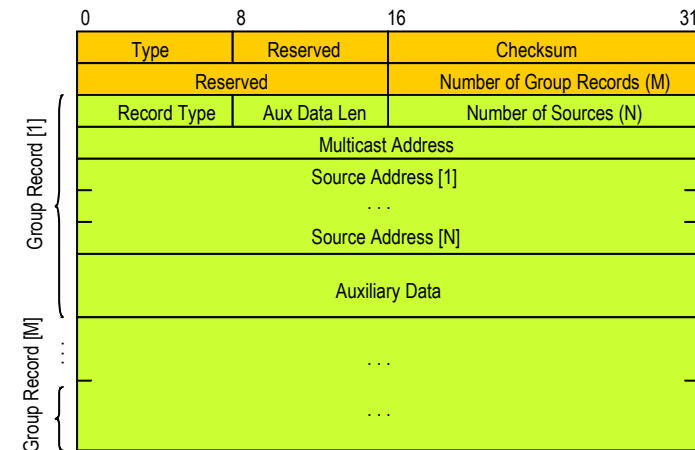 0 8 16 31
Type Reserved Checksum
Reserved Number of Group Records (M)
Record Type Aux Data Len Number of Sources (N)
Multicast Address
Source Address [1]
. . .
Source Address [N]
Auxiliary Data
. . .
. . .
Group Record [1]
. . .
Group Record [M]